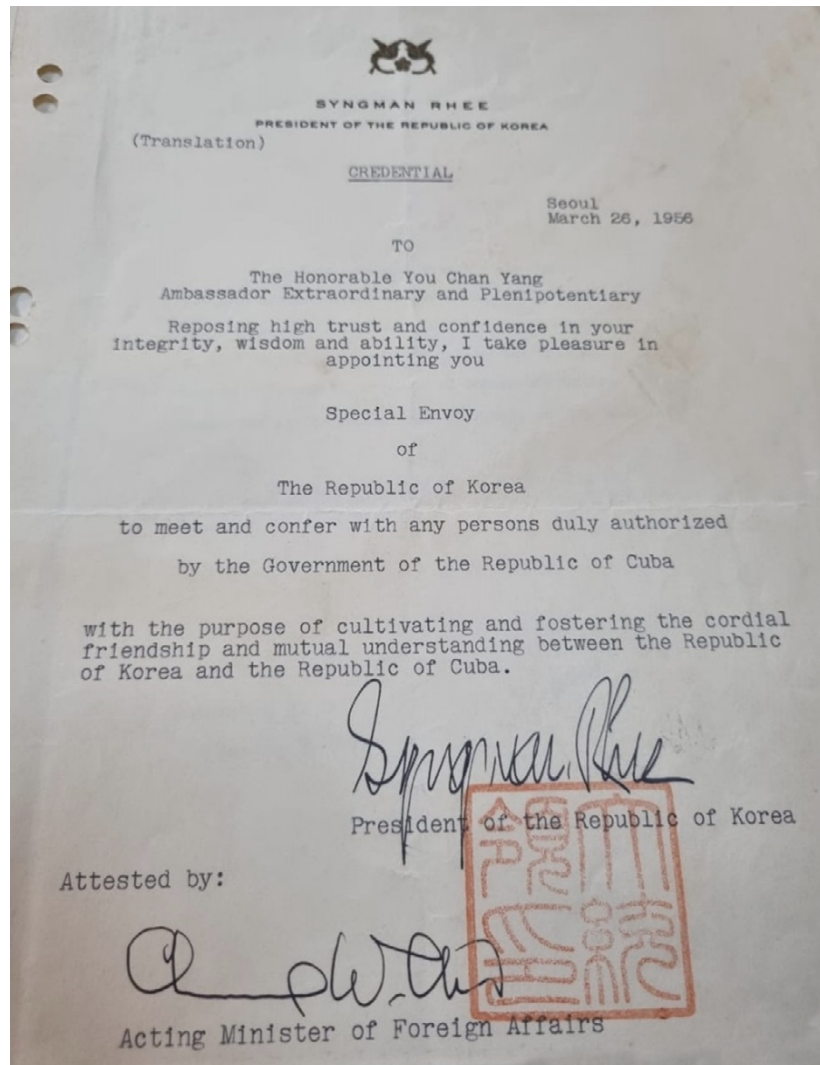 SYNGMAN RHEE
PRESIDENT OF THE REPUBLIC OF KOREA
(Translation)
CREDENTIAL
Seoul
March 26, 1956
TO
The Honorable You Chan Yang
Ambassador Extraordinary and Plenipotentiary
Reposing high trust and confidence in your
integrity, wisdom and ability, I take pleasure in
appointing you
Special Envoy
of
The Republic of Korea
to meet and confer with any persons duly authorized
by the Government of the Republic of Cuba
with the purpose of cultivating and fostering the cordial
friendship and mutual understanding between the Republic
of Korea and the Republic of Cuba.
Syngman Rhee
President of the Republic of Korea
大統
領印
Attested by:
Acting Minister of Foreign Affairs